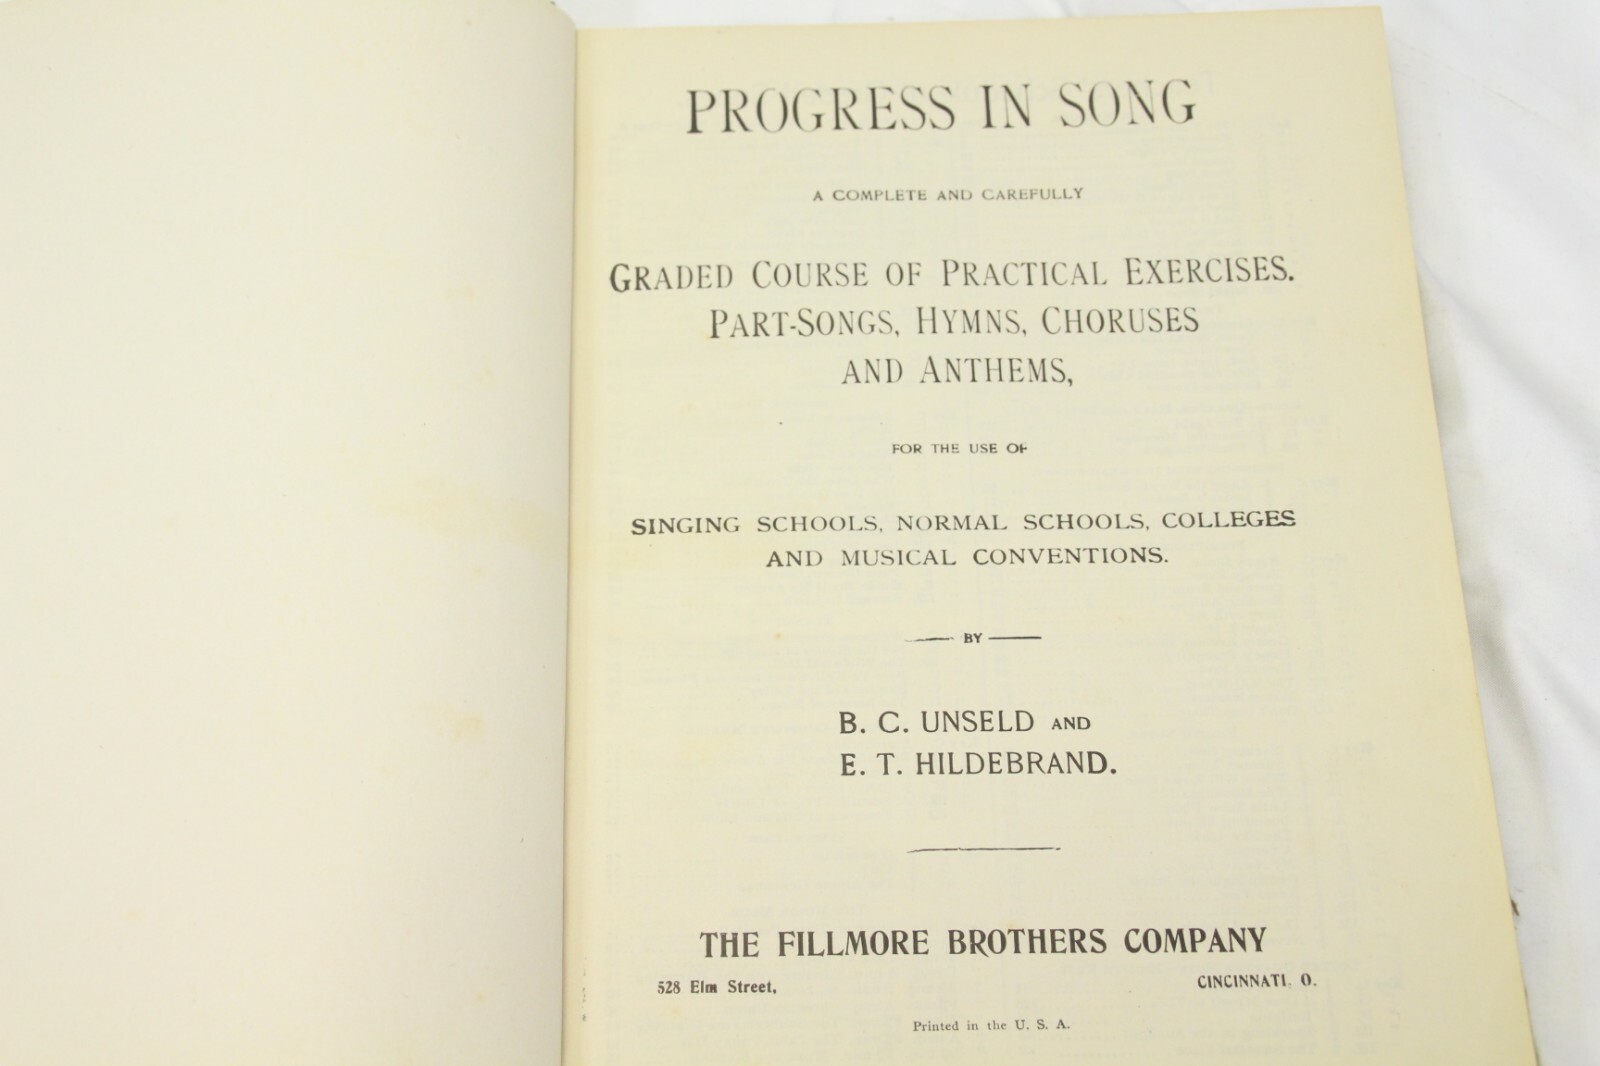 PROGRESS IN SONG
A COMPLETE AND CAREFULLY
GRADED COURSE OF PRACTICAL EXERCISES.
PART-SONGS, HYMNS, CHORUSES
AND ANTHEMS,
FOR THE USE OF
SINGING SCHOOLS, NORMAL SCHOOLS, COLLEGES
AND MUSICAL CONVENTIONS.
BY
B. C. UNSELD AND
E. T. HILDEBRAND.
THE FILLMORE BROTHERS COMPANY
528 Elm Street, CINCINNATI, O.
Printed in the U. S. A.